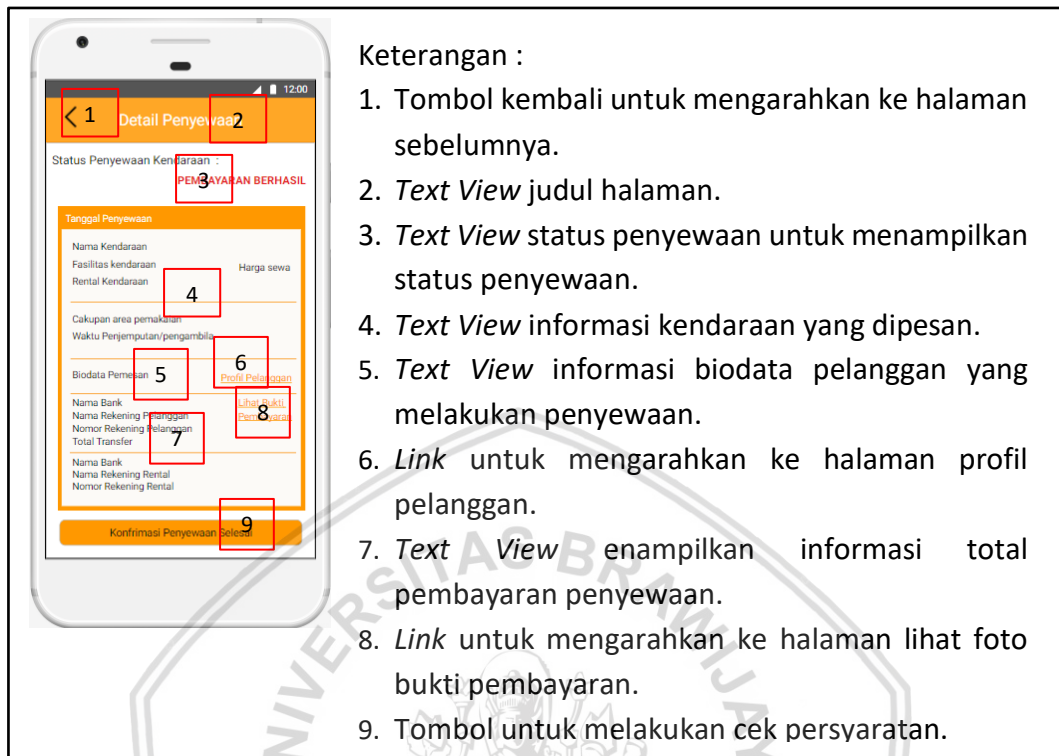 12:00
1
Detail Penyewaan
2
Status Penyewaan Kendaraan :
3
PEMBAYARAN BERHASIL
Tanggal Penyewaan
Nama Kendaraan
Fasilitas kendaraan
Harga sewa
Rental Kendaraan
4
Cakupan area pemakaian
Waktu Penjemputan/pengambila
Biodata Pemesan
5
6
Profil Pelanggan
Nama Bank
Nama Rekening Pelanggan
Nomor Rekening Pelanggan
Total Transfer
7
Lihat Bukti
Pembayaran
8
Nama Bank
Nama Rekening Rental
Nomor Rekening Rental
Konfrimasi Penyewaan Selesai
9
Keterangan :
1. Tombol kembali untuk mengarahkan ke halaman
sebelumnya.
2. Text View judul halaman.
3. Text View status penyewaan untuk menampilkan
status penyewaan.
4. Text View informasi kendaraan yang dipesan.
5. Text View informasi biodata pelanggan yang
melakukan penyewaan.
6. Link untuk mengarahkan ke halaman profil
pelanggan.
7. Text View enampilkan informasi total
pembayaran penyewaan.
8. Link untuk mengarahkan ke halaman lihat foto
bukti pembayaran.
9. Tombol untuk melakukan cek persyaratan.
UNIVERSITAS BRAWIJAY